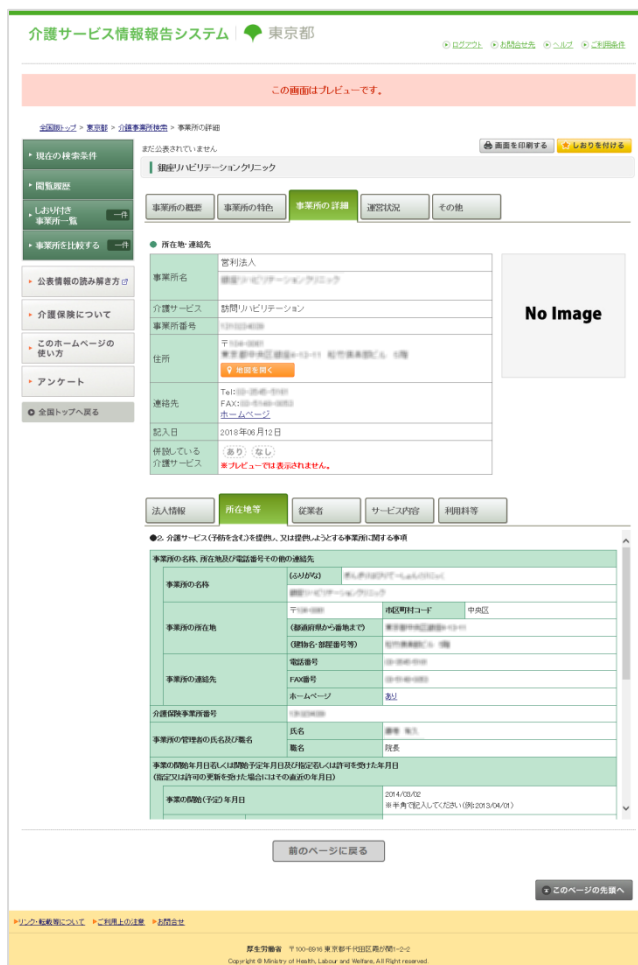 介護サービス情報報告システム 東京都
ログアウト お問合せ先 ヘルプ ご利用条件
この画面はプレビューです。
全国版トップ > 東京都 > 介護事業所検索 > 事業所の詳細
現在の検索条件
まだ公表されていません
画面を印刷する しおりを付ける
銀座リハビリテーションクリニック
閲覧履歴
しおり付き
事業所一覧 一件
事業所を比較する 一件
事業所の概要 事業所の特色 事業所の詳細 運営状況 その他
公表情報の読み解き方
介護保険について
このホームページの
使い方
アンケート
全国トップへ戻る
● 所在地・連絡先
事業所名 営利法人
介護サービス 訪問リハビリテーション
事業所番号
住所 〒
地図を開く
連絡先 Tel:
FAX:
ホームページ
記入日 2018年06月12日
併設している
介護サービス (あり) (なし)
※プレビューでは表示されません。
No Image
法人情報 所在地等 従業者 サービス内容 利用料等
●2. 介護サービス(予防を含む)を提供し、又は提供しようとする事業所に関する事項
事業所の名称、所在地及び電話番号その他の連絡先
事業所の名称 (ふりがな)
事業所の所在地 〒 市区町村コード 中央区
(都道府県から番地まで)
(建物名・部屋番号等)
事業所の連絡先 電話番号
FAX番号
ホームページ あり
介護保険事業所番号
事業所の管理者の氏名及び職名 氏名
職名 院長
事業の開始年月日若しくは開始予定年月日及び指定若しくは許可を受けた年月日
(指定又は許可の更新を受けた場合にはその直近の年月日)
事業の開始(予定)年月日 2014/03/02
※半角で記入してください(例:2013/04/01)
前のページに戻る
このページの先頭へ
リンク・転載等について ご利用上の注意 お問合せ
厚生労働省 〒100-8916 東京都千代田区霞が関1-2-2
Copyright © Ministry of Health, Labour and Welfare, All Right reserved.